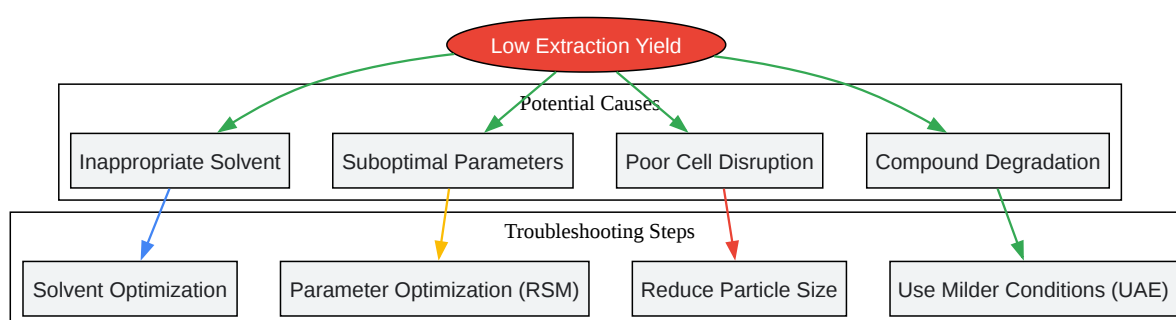 Low Extraction Yield
Potential Causes
Inappropriate Solvent
Suboptimal Parameters
Poor Cell Disruption
Compound Degradation
Troubleshooting Steps
Solvent Optimization
Parameter Optimization (RSM)
Reduce Particle Size
Use Milder Conditions (UAE)